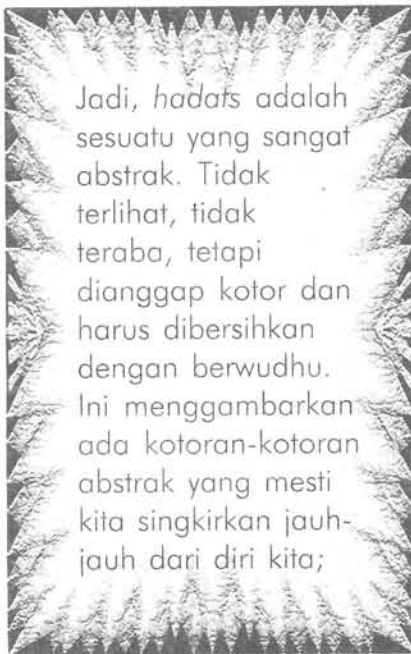 Jadi, hadats adalah
sesuatu yang sangat
abstrak. Tidak
terlihat, tidak
teraba, tetapi
dianggap kotor dan
harus dibersihkan
dengan berwudhu.
Ini menggambarkan
ada kotoran-kotoran
abstrak yang mesti
kita singkirkan jauh-
jauh dari diri kita;